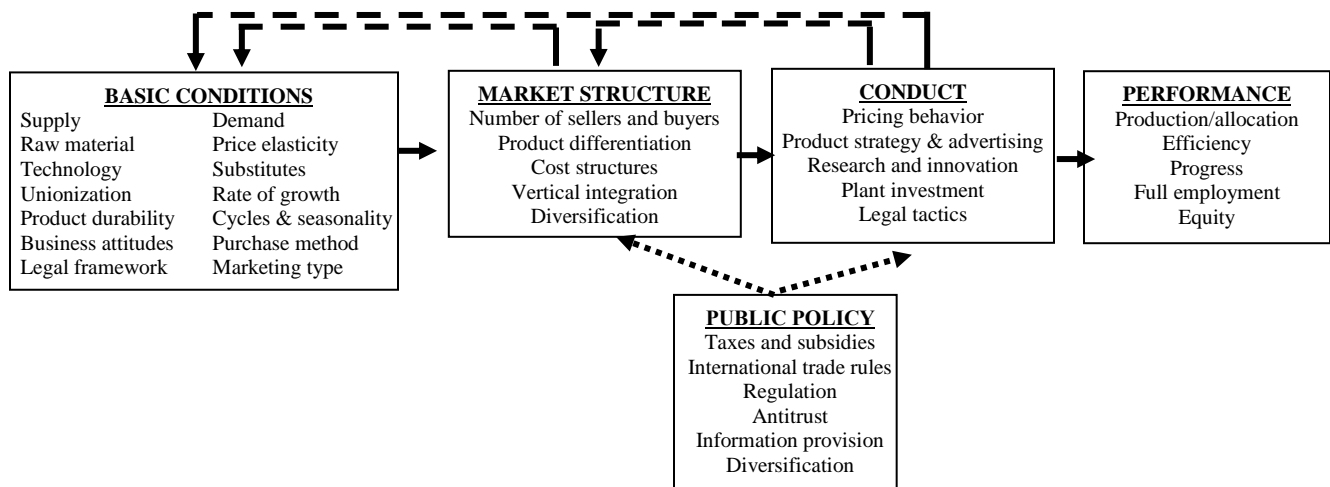 BASIC CONDITIONS
Supply Demand
Raw material Price elasticity
Technology Substitutes
Unionization Rate of growth
Product durability Cycles & seasonality
Business attitudes Purchase method
Legal framework Marketing type
MARKET STRUCTURE
Number of sellers and buyers
Product differentiation
Cost structures
Vertical integration
Diversification
CONDUCT
Pricing behavior
Product strategy & advertising
Research and innovation
Plant investment
Legal tactics
PERFORMANCE
Production/allocation
Efficiency
Progress
Full employment
Equity
PUBLIC POLICY
Taxes and subsidies
International trade rules
Regulation
Antitrust
Information provision
Diversification